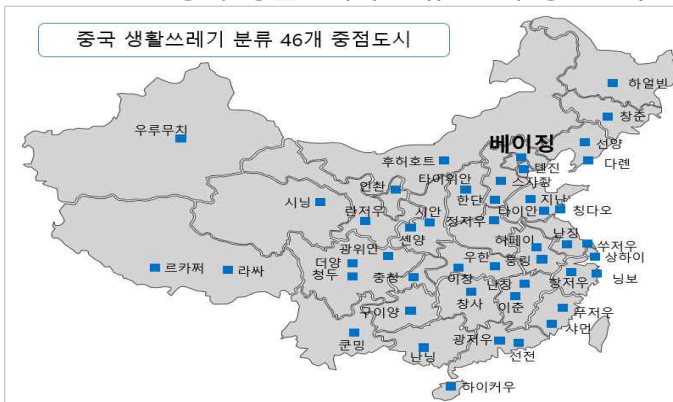 중국 생활쓰레기 분류 46개 중점도시
하얼빈
창춘
우루무치
베이징
선양
후허호트
톈진
다롄
타이위안
스자좡
인촨
한단
지난
시닝
란저우
시안
타이안
칭다오
정저우
셴양
난징
허페이
쑤저우
광위안
더양
우한
퉁링
상하이
르카쩌
라싸
청두
충칭
이창
난창
항저우
닝보
창사
이춘
구이양
푸저우
샤먼
쿤밍
난닝
광저우
선전
하이커우